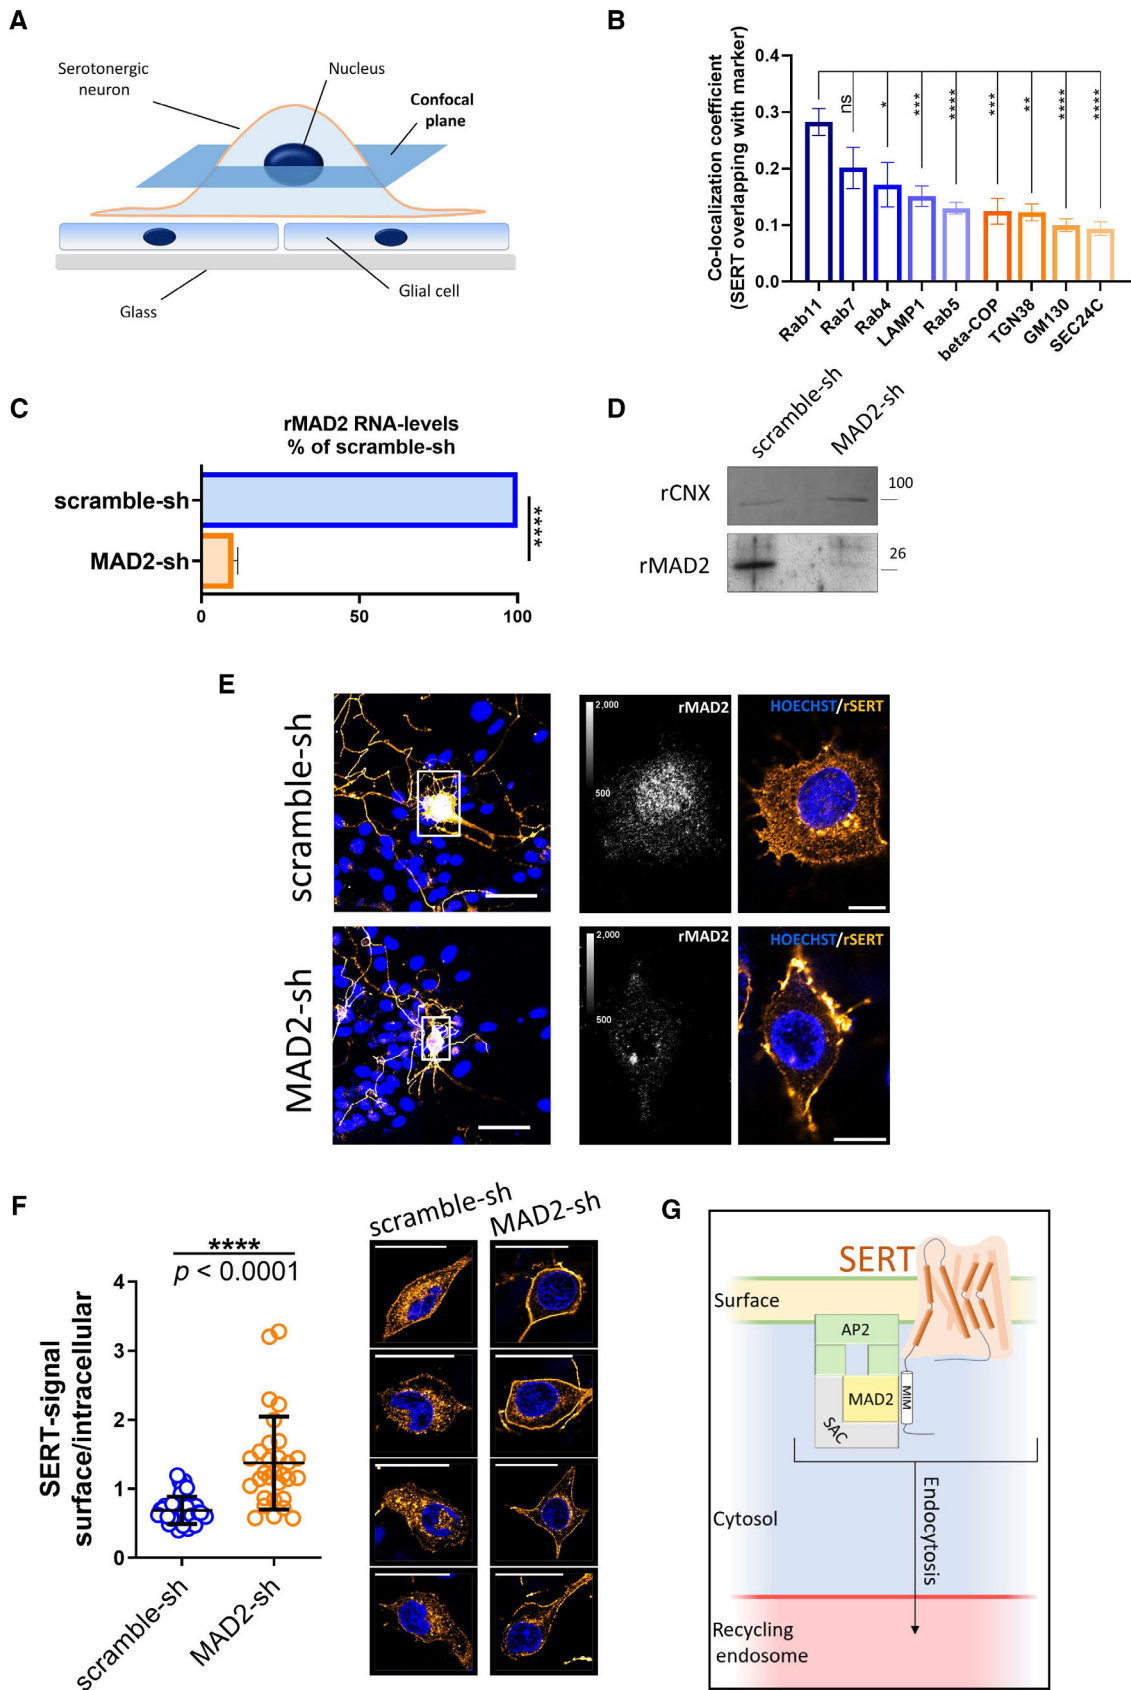 A
Serotonergic
neuron
Nucleus
Confocal
plane
Glial cell
Glass
B
Co-localization coefficient
(SERT overlapping with marker)
0.4
0.3
0.2
0.1
0.0
ns
*
***
****
***
**
****
****
Rab11
Rab7
Rab4
LAMP1
Rab5
beta-COP
TGN38
GM130
SEC24C
C
rMAD2 RNA-levels
% of scramble-sh
scramble-sh
MAD2-sh
****
0
50
100
D
scramble-sh
MAD2-sh
rCNX
100
rMAD2
26
E
scramble-sh
2,000
500
rMAD2
HOECHST/rSERT
MAD2-sh
2,000
500
rMAD2
HOECHST/rSERT
F
SERT-signal
surface/intracellular
****
p < 0.0001
4
3
2
1
0
scramble-sh
MAD2-sh
scramble-sh
MAD2-sh
G
SERT
Surface
AP2
MAD2
MIM
SAC
Endocytosis
Cytosol
Recycling
endosome